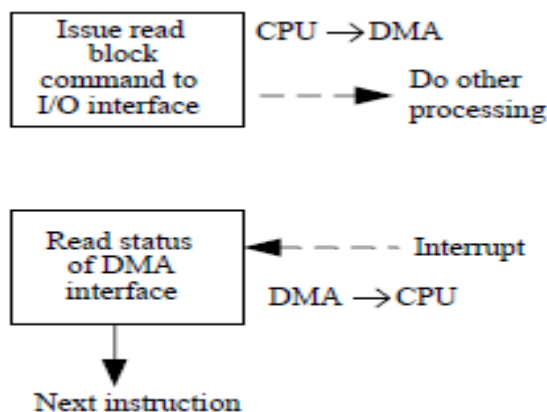 Issue read
block
command to
I/O interface
CPU → DMA
Do other
processing
Read status
of DMA
interface
Interrupt
DMA → CPU
Next instruction